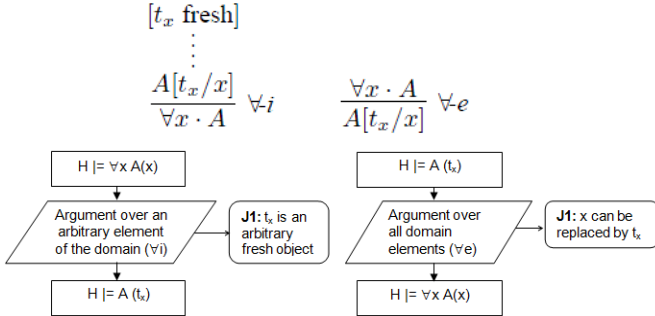 [t_x fresh]
⋮
A[t_x/x]
∀x · A
∀-i
∀x · A
A[t_x/x]
∀-e
H |= ∀x A(x)
Argument over an
arbitrary element
of the domain (∀i)
J1: t_x is an
arbitrary
fresh object
H |= A (t_x)
H |= A (t_x)
Argument over
all domain
elements (∀e)
J1: x can be
replaced by t_x
H |= ∀x A(x)